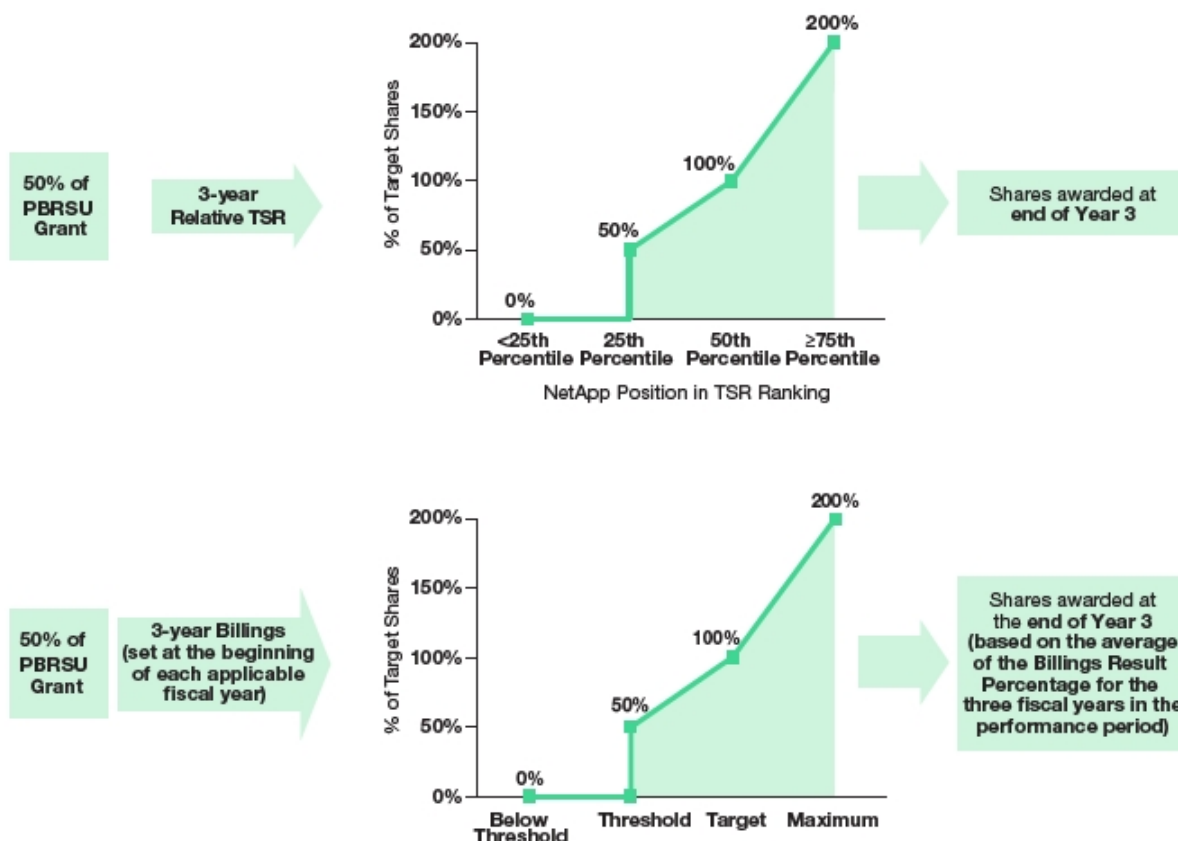 50% of
PBRSU
Grant
3-year
Relative TSR
% of Target Shares
200%
150%
100%
50%
0%
0%
50%
100%
200%
<25th
Percentile
25th
Percentile
50th
Percentile
≥75th
Percentile
NetApp Position in TSR Ranking
Shares awarded at
end of Year 3
50% of
PBRSU
Grant
3-year Billings
(set at the beginning
of each applicable
fiscal year)
% of Target Shares
200%
150%
100%
50%
0%
0%
50%
100%
200%
Below
Threshold
Threshold
Target
Maximum
Shares awarded at
the end of Year 3
(based on the average
of the Billings Result
Percentage for the
three fiscal years in the
performance period)